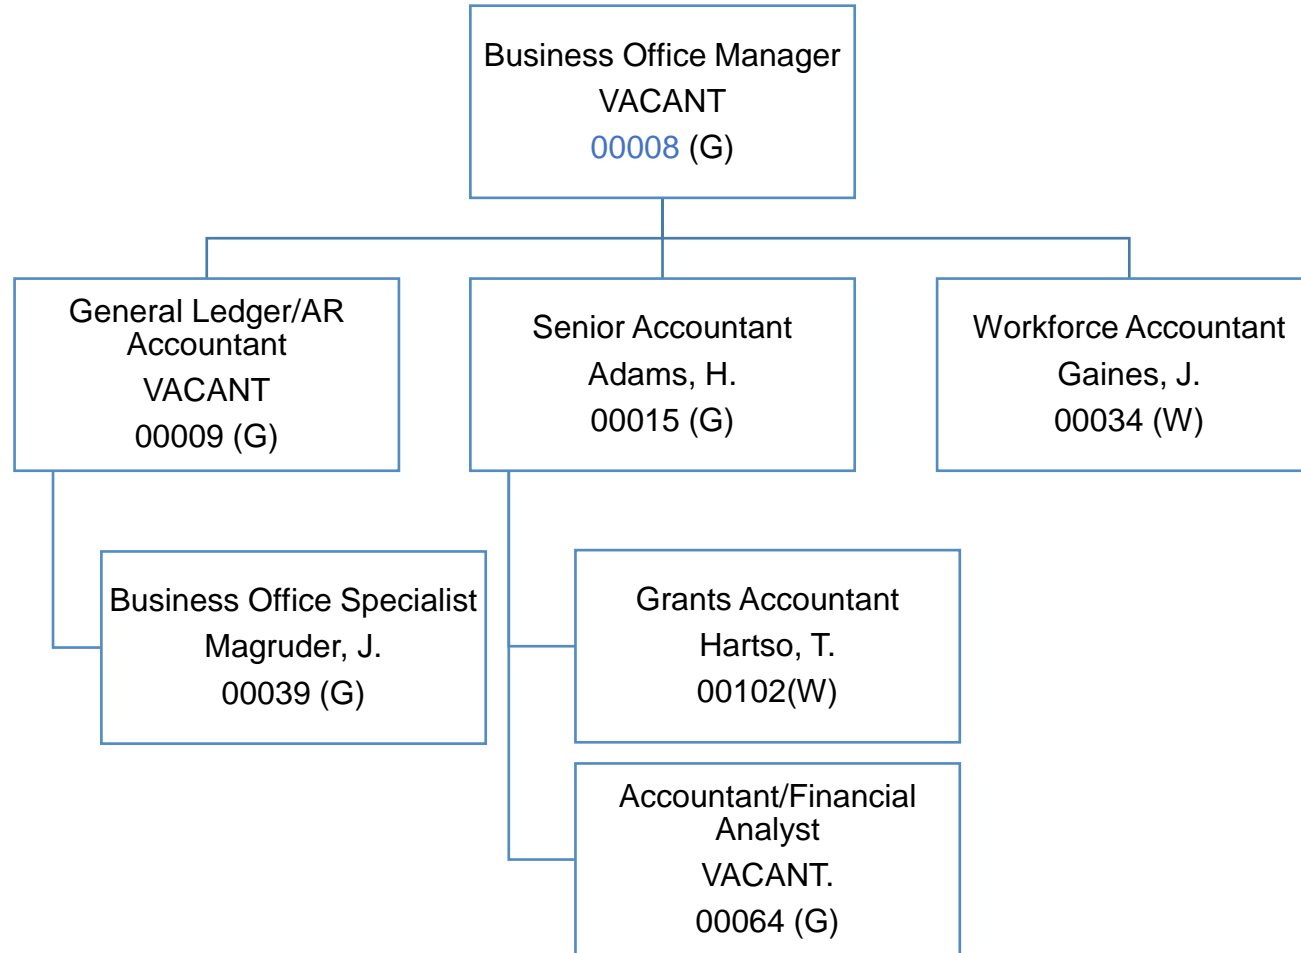 Business Office Manager
VACANT
00008 (G)
General Ledger/AR
Accountant
VACANT
00009 (G)
Senior Accountant
Adams, H.
00015 (G)
Workforce Accountant
Gaines, J.
00034 (W)
Business Office Specialist
Magruder, J.
00039 (G)
Grants Accountant
Hartso, T.
00102(W)
Accountant/Financial
Analyst
VACANT.
00064 (G)